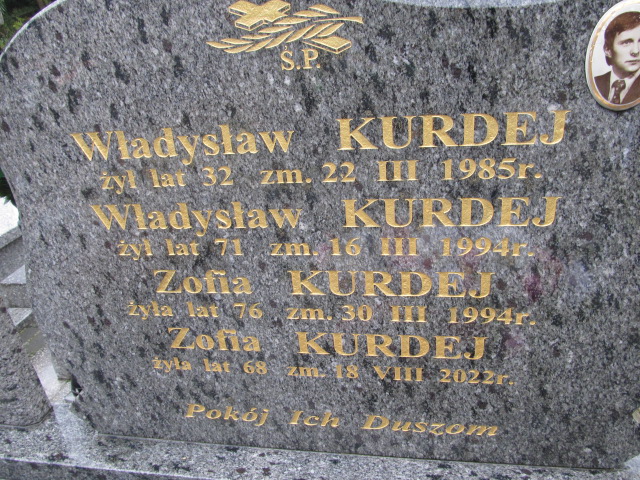 Ś.P.
Władysław KURDEJ
żył lat 32 zm. 22 III 1985r.
Władysław KURDEJ
żył lat 71 zm. 16 III 1994r.
Zofia KURDEJ
żyła lat 76 zm. 30 III 1994r.
Zofia KURDEJ
żyła lat 68 zm. 18 VIII 2022r.
Pokój Ich Duszom